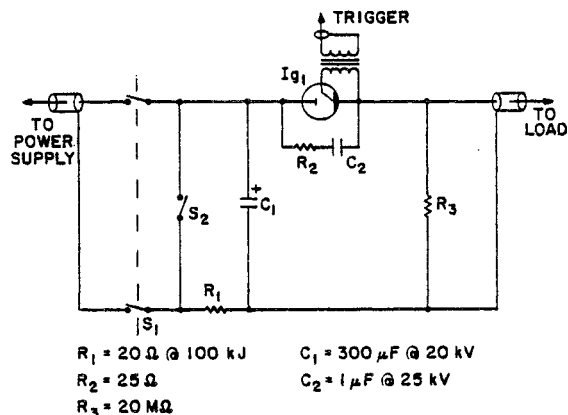 TRIGGER
Ig1
TO
POWER
SUPPLY
TO
LOAD
R2
C2
S2
C1
+
R3
R1
S1
R1 = 20 Ω @ 100 kJ
C1 = 300 μF @ 20 kV
R2 = 25 Ω
C2 = 1 μF @ 25 kV
R3 = 20 MΩ